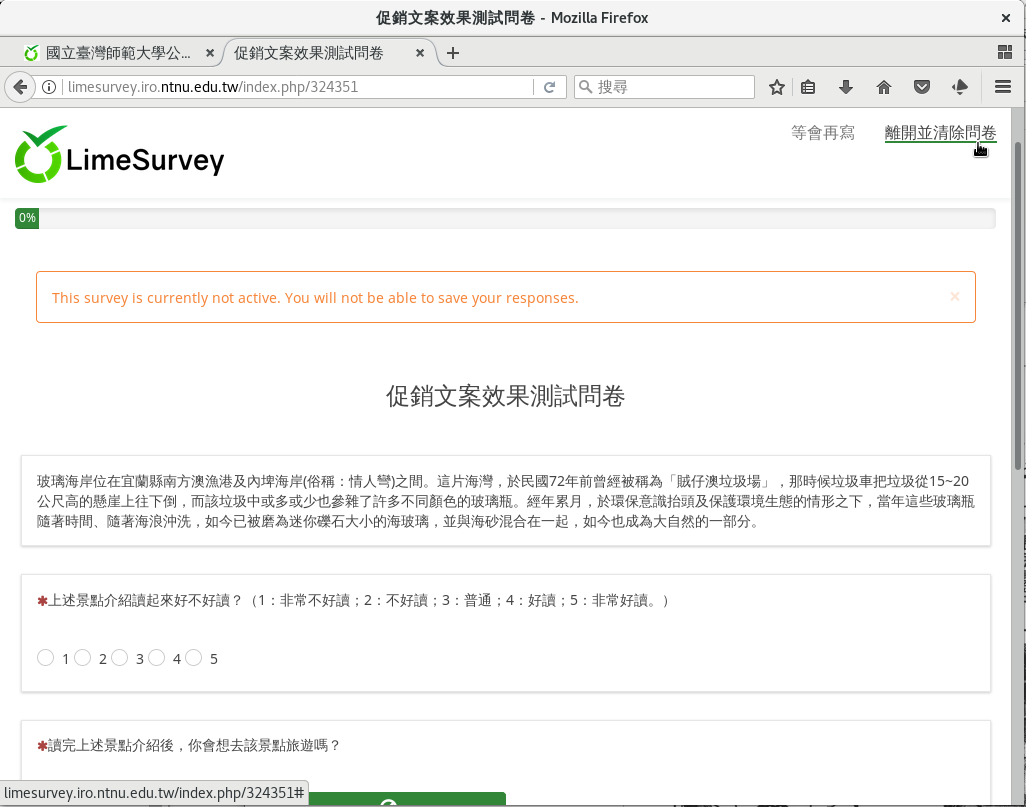 促銷文案效果測試問卷 - Mozilla Firefox
國立臺灣師範大學公...
促銷文案效果測試問卷
limesurvey.iro.ntnu.edu.tw/index.php/324351
搜尋
等會再寫
離開並清除問卷
LimeSurvey
0%
This survey is currently not active. You will not be able to save your responses.
促銷文案效果測試問卷
玻璃海岸位在宜蘭縣南方澳漁港及內埤海岸(俗稱：情人彎)之間。這片海灣，於民國72年前曾經被稱為「賊仔澳垃圾場」，那時候垃圾車把垃圾從15~20
公尺高的懸崖上往下倒，而該垃圾中或多或少也參雜了許多不同顏色的玻璃瓶。經年累月，於環保意識抬頭及保護環境生態的情形之下，當年這些玻璃瓶
隨著時間、隨著海浪沖洗，如今已被磨為迷你礫石大小的海玻璃，並與海砂混合在一起，如今也成為大自然的一部分。
✱上述景點介紹讀起來好不好讀？（1：非常不好讀；2：不好讀；3：普通；4：好讀；5：非常好讀。）
1 2 3 4 5
✱讀完上述景點介紹後，你會想去該景點旅遊嗎？
limesurvey.iro.ntnu.edu.tw/index.php/324351#